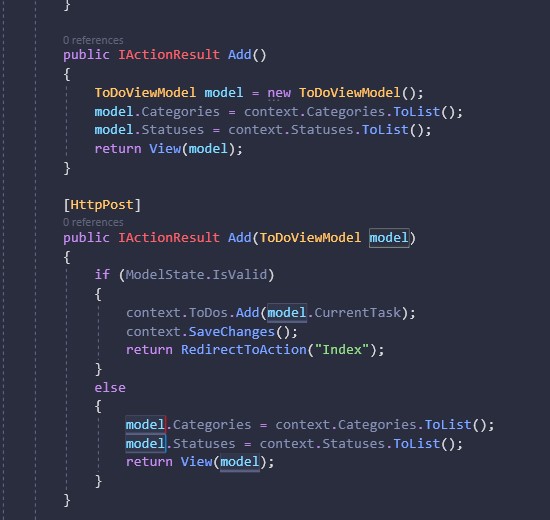 }
0 references
public IActionResult Add()
{
ToDoViewModel model = new ToDoViewModel();
model.Categories = context.Categories.ToList();
model.Statuses = context.Statuses.ToList();
return View(model);
}
[HttpPost]
0 references
public IActionResult Add(ToDoViewModel model)
{
if (ModelState.IsValid)
{
context.ToDos.Add(model.CurrentTask);
context.SaveChanges();
return RedirectToAction("Index");
}
else
{
model.Categories = context.Categories.ToList();
model.Statuses = context.Statuses.ToList();
return View(model);
}
}